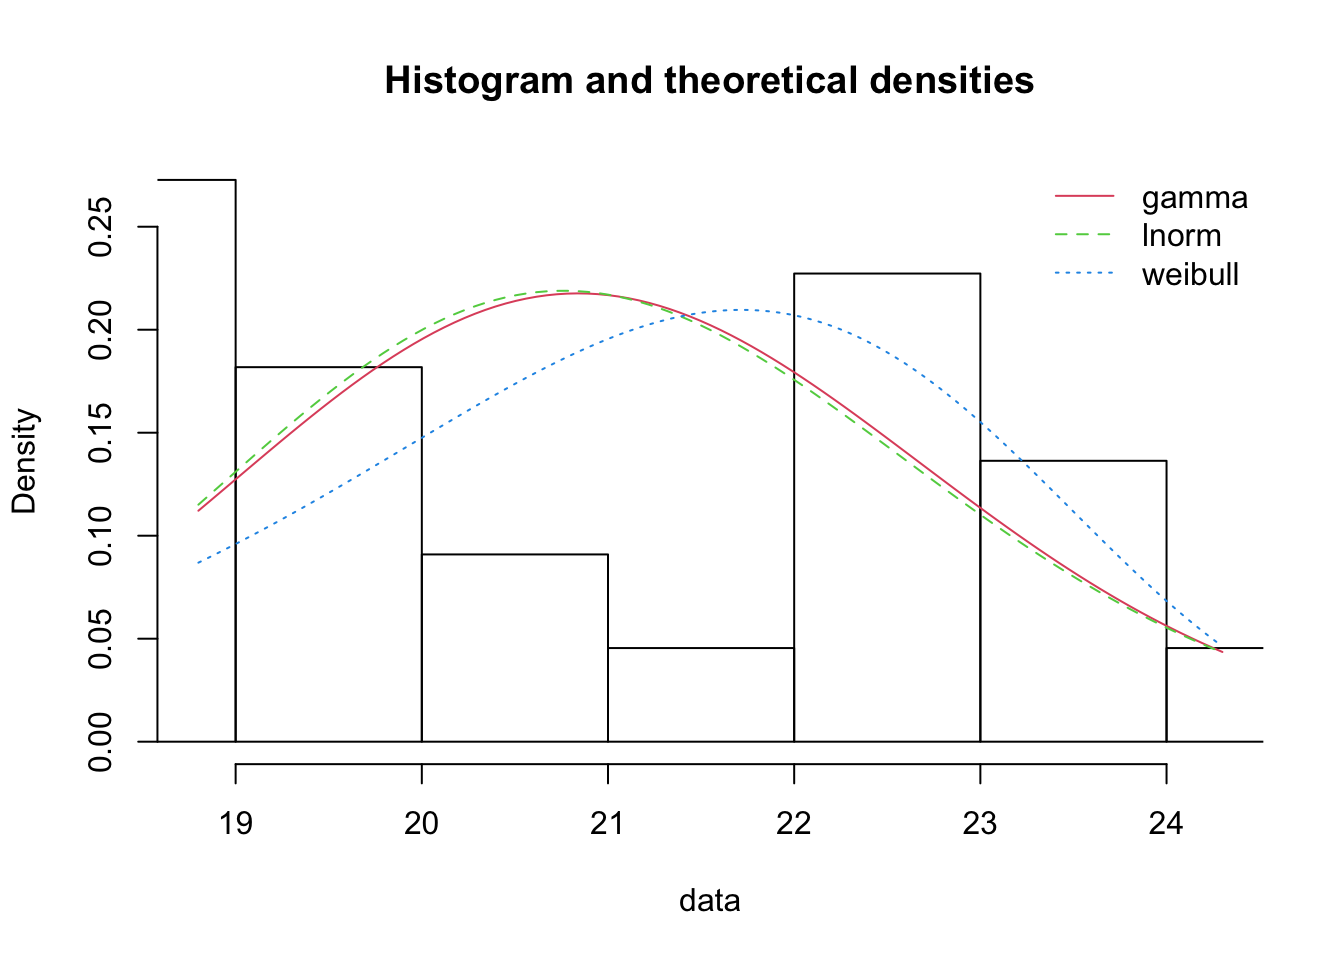 Histogram and theoretical densities
gamma
lnorm
weibull
Density
0.25
0.20
0.15
0.10
0.05
0.00
19 20 21 22 23 24
data